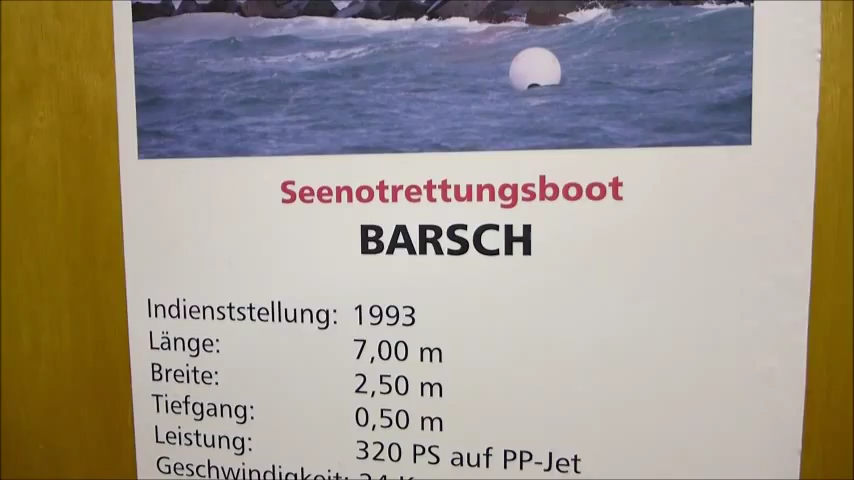 Seenotrettungsboot
BARSCH
Indienststellung: 1993
Länge: 7,00 m
Breite: 2,50 m
Tiefgang: 0,50 m
Leistung: 320 PS auf PP-Jet
Geschwindigkeit: